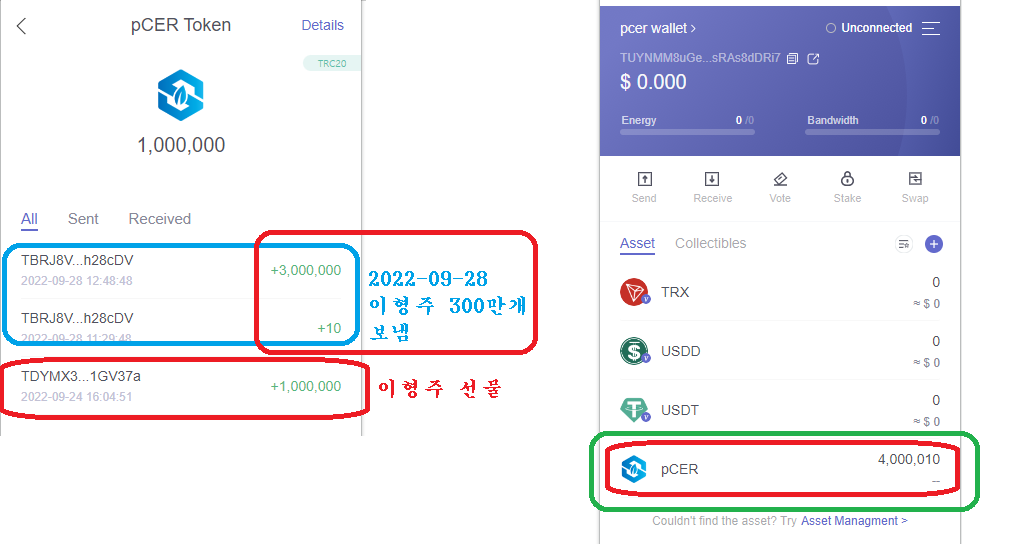 pCER Token
Details
TRC20
1,000,000
All Sent Received
TBRJ8V...h28cDV
+3,000,000
2022-09-28 12:48:48
TBRJ8V...h28cDV
+10
2022-09-28 11:29:48
TDYMX3...1GV37a
+1,000,000
2022-09-24 16:04:51
2022-09-28
이형주 300만개
보냄
이형주 선물
pcer wallet >
Unconnected
TUYNMM8uGe...sRAs8dDRi7
$ 0.000
Energy 0 /0
Bandwidth 0 /0
Send Receive Vote Stake Swap
Asset Collectibles
TRX
0
≈ $ 0
USDD
0
≈ $ 0
USDT
0
≈ $ 0
pCER
4,000,010
--
Couldn't find the asset? Try Asset Managment >